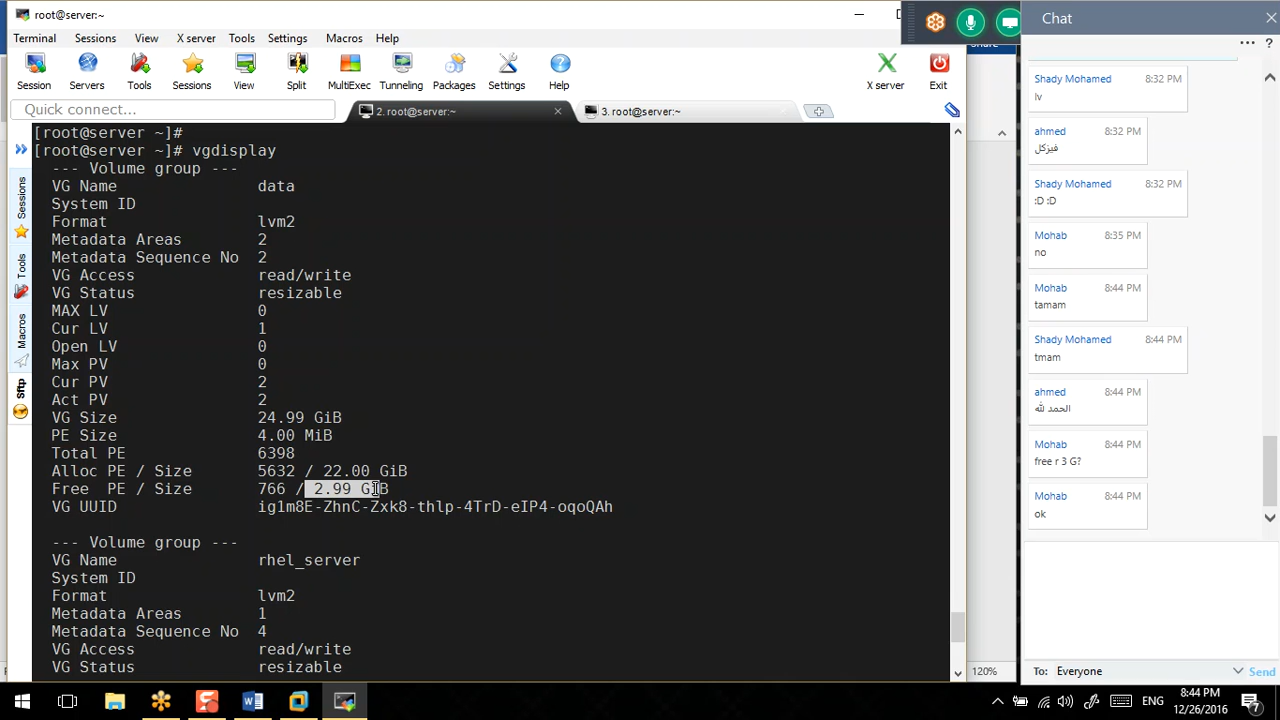 root@server:~
Terminal Sessions View X server Tools Settings Macros Help
Session Servers Tools Sessions View Split MultiExec Tunneling Packages Settings Help X server Exit
Quick connect...
2. root@server:~
3. root@server:~
Sessions
Tools
Macros
Sftp
[root@server ~]#
[root@server ~]# vgdisplay
--- Volume group ---
VG Name data
System ID
Format lvm2
Metadata Areas 2
Metadata Sequence No 2
VG Access read/write
VG Status resizable
MAX LV 0
Cur LV 1
Open LV 0
Max PV 0
Cur PV 2
Act PV 2
VG Size 24.99 GiB
PE Size 4.00 MiB
Total PE 6398
Alloc PE / Size 5632 / 22.00 GiB
Free PE / Size 766 / 2.99 GiB
VG UUID ig1m8E-ZhnC-Zxk8-thlp-4TrD-eIP4-oqoQAh
--- Volume group ---
VG Name rhel_server
System ID
Format lvm2
Metadata Areas 1
Metadata Sequence No 4
VG Access read/write
VG Status resizable
Share
120%
Chat
Shady Mohamed 8:32 PM
lv
ahmed 8:32 PM
فيزكل
Shady Mohamed 8:32 PM
:D :D
Mohab 8:35 PM
no
Mohab 8:44 PM
tamam
Shady Mohamed 8:44 PM
tmam
ahmed 8:44 PM
الحمد لله
Mohab 8:44 PM
free r 3 G?
Mohab 8:44 PM
ok
To: Everyone Send
ENG
8:44 PM
12/26/2016
7